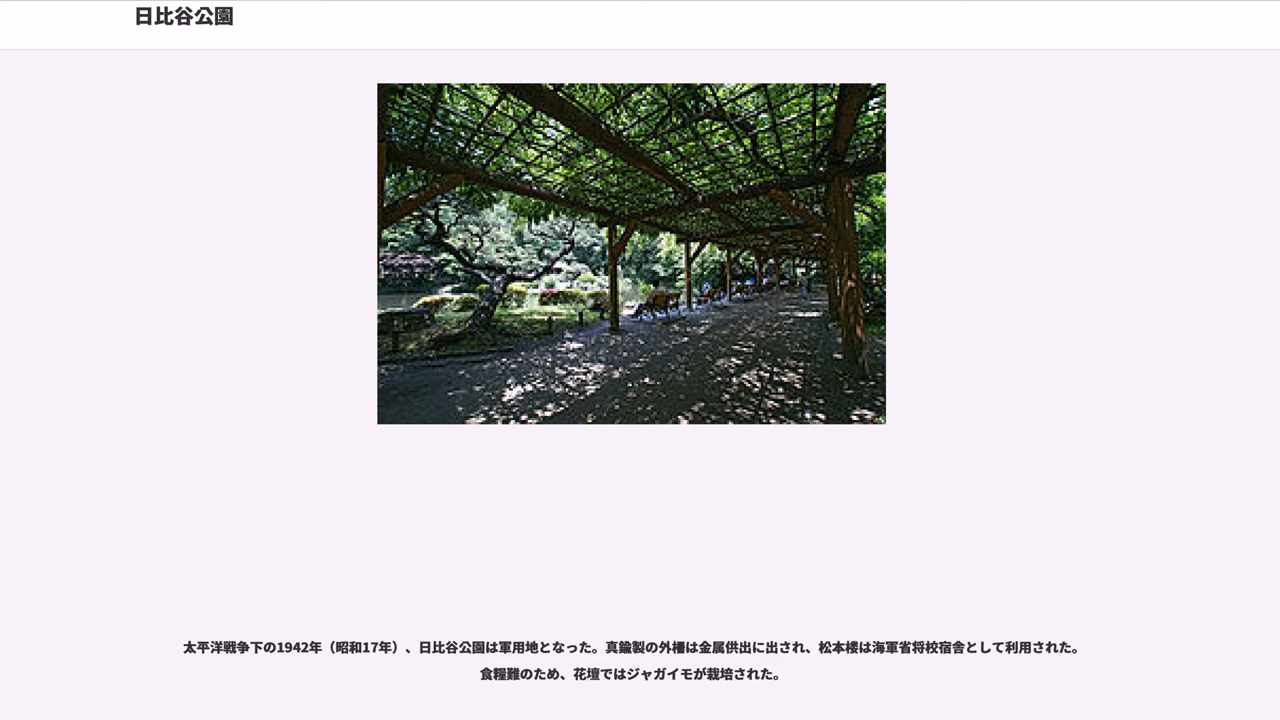 日比谷公園
太平洋戦争下の1942年（昭和17年）、日比谷公園は軍用地となった。真鍮製の外柵は金属供出に出され、松本楼は海軍省将校宿舎として利用された。
食糧難のため、花壇ではジャガイモが栽培された。